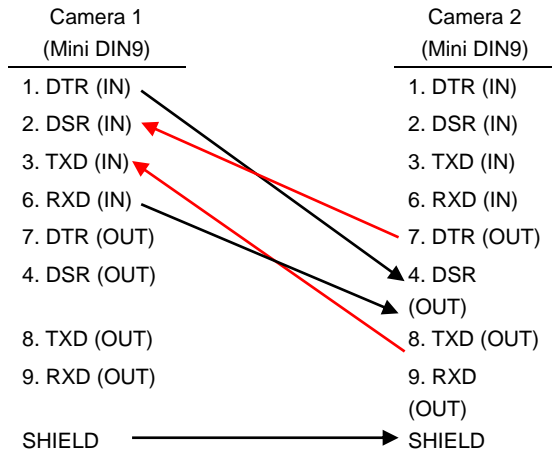 Camera 1
(Mini DIN9)
1. DTR (IN)
2. DSR (IN)
3. TXD (IN)
6. RXD (IN)
7. DTR (OUT)
4. DSR (OUT)
8. TXD (OUT)
9. RXD (OUT)
SHIELD
Camera 2
(Mini DIN9)
1. DTR (IN)
2. DSR (IN)
3. TXD (IN)
6. RXD (IN)
7. DTR (OUT)
4. DSR
(OUT)
8. TXD (OUT)
9. RXD
(OUT)
SHIELD